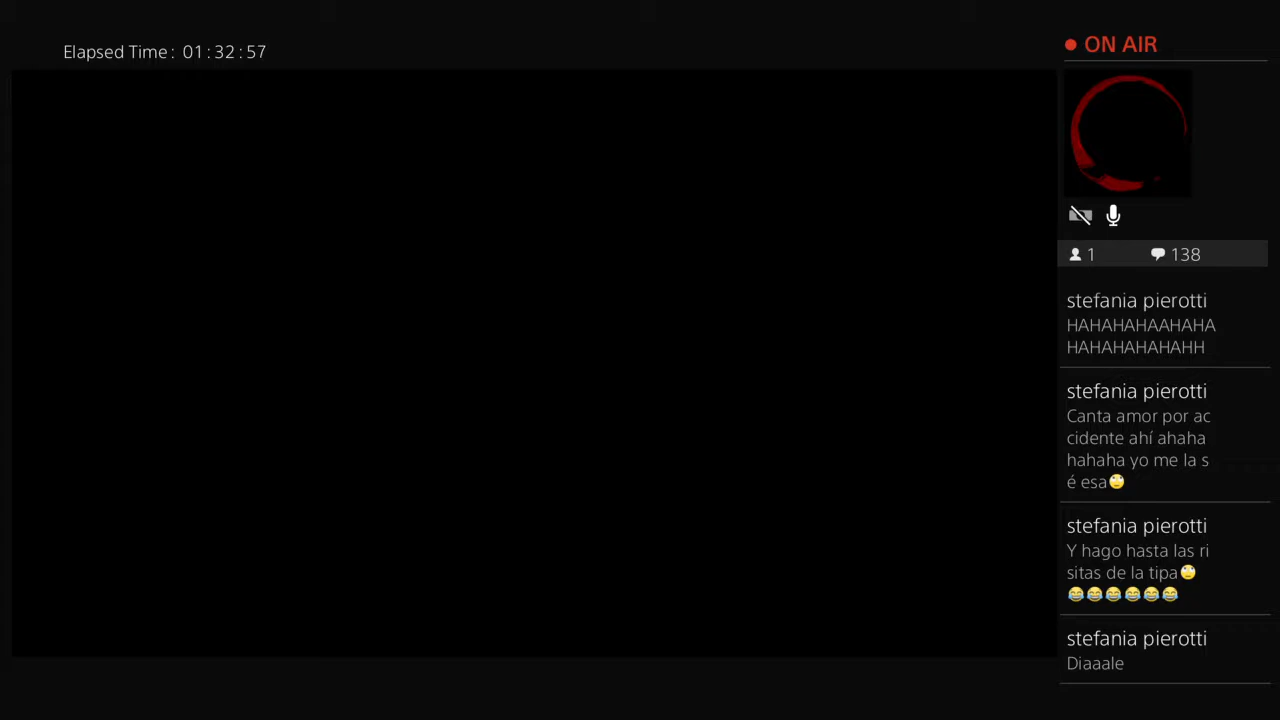 Elapsed Time: 01:32:57
ON AIR
1 138
stefania pierotti
HAHAHAHAAHAHA
HAHAHAHAHAHH
stefania pierotti
Canta amor por ac
cidente ahí ahaha
hahaha yo me la s
é esa🙄
stefania pierotti
Y hago hasta las ri
sitas de la tipa🙄
😂😂😂😂😂😂
stefania pierotti
Diaaale